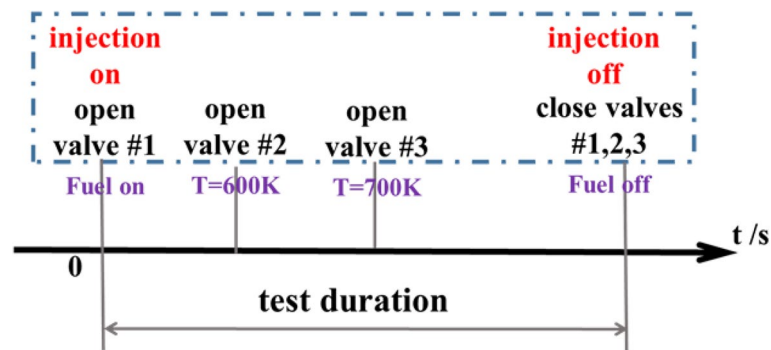 injection
on
open
valve #1
open
valve #2
open
valve #3
injection
off
close valves
#1,2,3
Fuel on
T=600K
T=700K
Fuel off
t /s
0
test duration